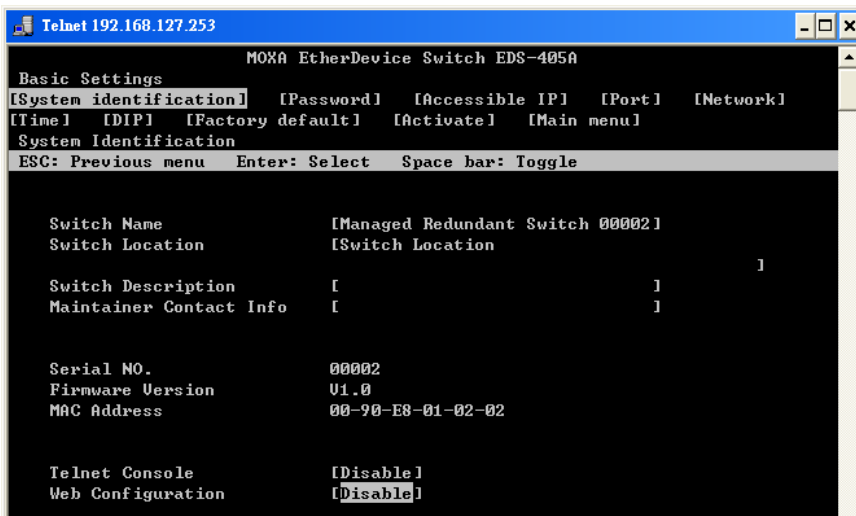 Telnet 192.168.127.253
MOXA EtherDevice Switch EDS-405A
Basic Settings
[System identification] [Password] [Accessible IP] [Port] [Network]
[Time] [DIP] [Factory default] [Activate] [Main menu]
System Identification
ESC: Previous menu Enter: Select Space bar: Toggle
Switch Name [Managed Redundant Switch 00002]
Switch Location [Switch Location
]
Switch Description [ ]
Maintainer Contact Info [ ]
Serial NO. 00002
Firmware Version V1.0
MAC Address 00-90-E8-01-02-02
Telnet Console [Disable]
Web Configuration [Disable]